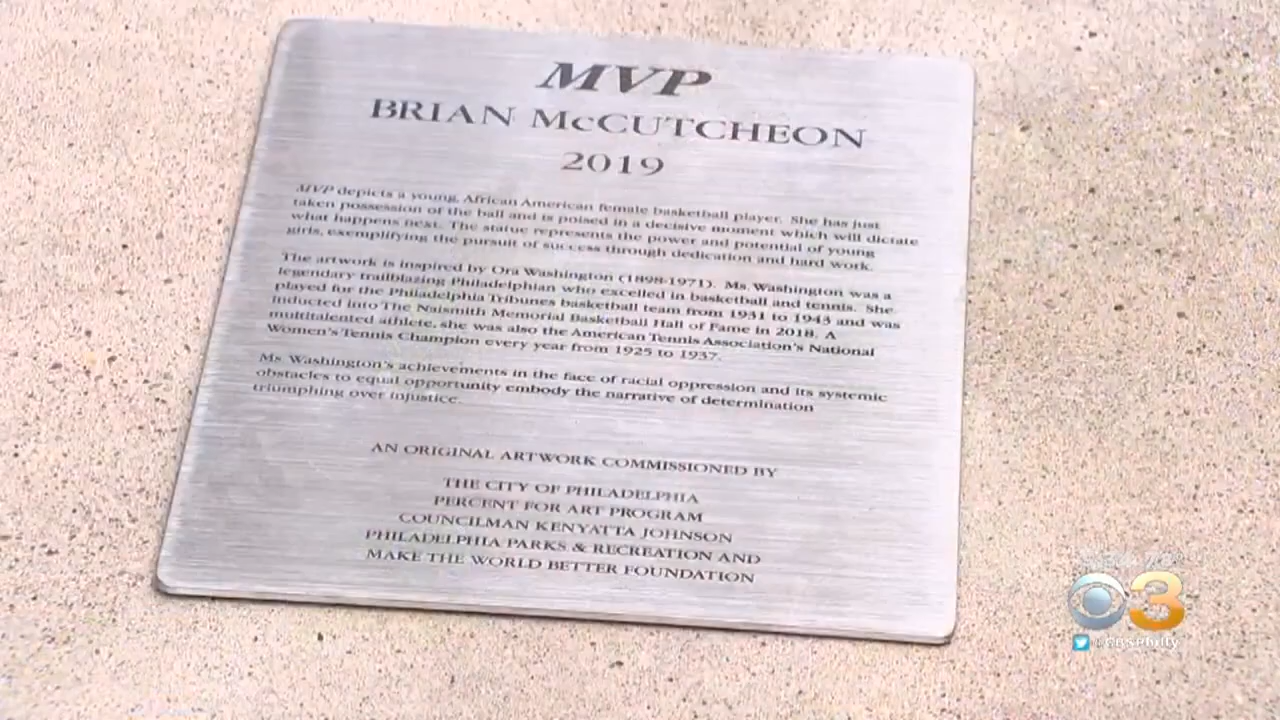 MVP
BRIAN McCUTCHEON
2019
MVP depicts a young, African American female basketball player. She has just
taken possession of the ball and is poised in a decisive moment which will dictate
what happens next. The statue represents the power and potential of young
girls, exemplifying the pursuit of success through dedication and hard work.
The artwork is inspired by Ora Washington (1898-1971). Ms. Washington was a
legendary trailblazing Philadelphian who excelled in basketball and tennis. She
played for the Philadelphia Tribunes basketball team from 1931 to 1943 and was
inducted into The Naismith Memorial Basketball Hall of Fame in 2018. A
multitalented athlete, she was also the American Tennis Association's National
Women's Tennis Champion every year from 1925 to 1937.
Ms. Washington's achievements in the face of racial oppression and its systemic
obstacles to equal opportunity embody the narrative of determination
triumphing over injustice.
AN ORIGINAL ARTWORK COMMISSIONED BY
THE CITY OF PHILADELPHIA
PERCENT FOR ART PROGRAM
COUNCILMAN KENYATTA JOHNSON
PHILADELPHIA PARKS & RECREATION AND
MAKE THE WORLD BETTER FOUNDATION
3
@CBSPhilly